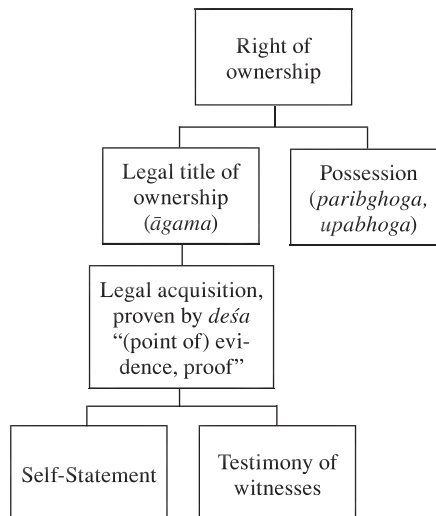 Right of
ownership
Legal title of
ownership
(āgama)
Possession
(paribghoga,
upabhoga)
Legal acquisition,
proven by deśa
“(point of) evi-
dence, proof”
Self-Statement
Testimony of
witnesses